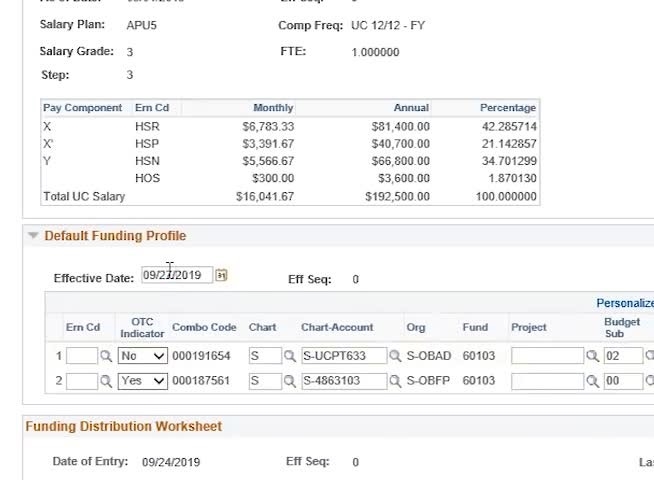 Salary Plan: APU5 Comp Freq: UC 12/12 - FY
Salary Grade: 3 FTE: 1.000000
Step: 3
Pay Component Ern Cd Monthly Annual Percentage
X HSR $6,783.33 $81,400.00 42.285714
X' HSP $3,391.67 $40,700.00 21.142857
Y HSN $5,566.67 $66,800.00 34.701299
HOS $300.00 $3,600.00 1.870130
Total UC Salary $16,041.67 $192,500.00 100.000000
Default Funding Profile
Effective Date: Eff Seq: 0
Personalize
Ern Cd OTC Indicator Combo Code Chart Chart-Account Org Fund Project Budget Sub
1 No 000191654 S S-UCPT633 S-OBAD 60103 02
2 Yes 000187561 S S-4863103 S-OBFP 60103 00
Funding Distribution Worksheet
Date of Entry: 09/24/2019 Eff Seq: 0 La